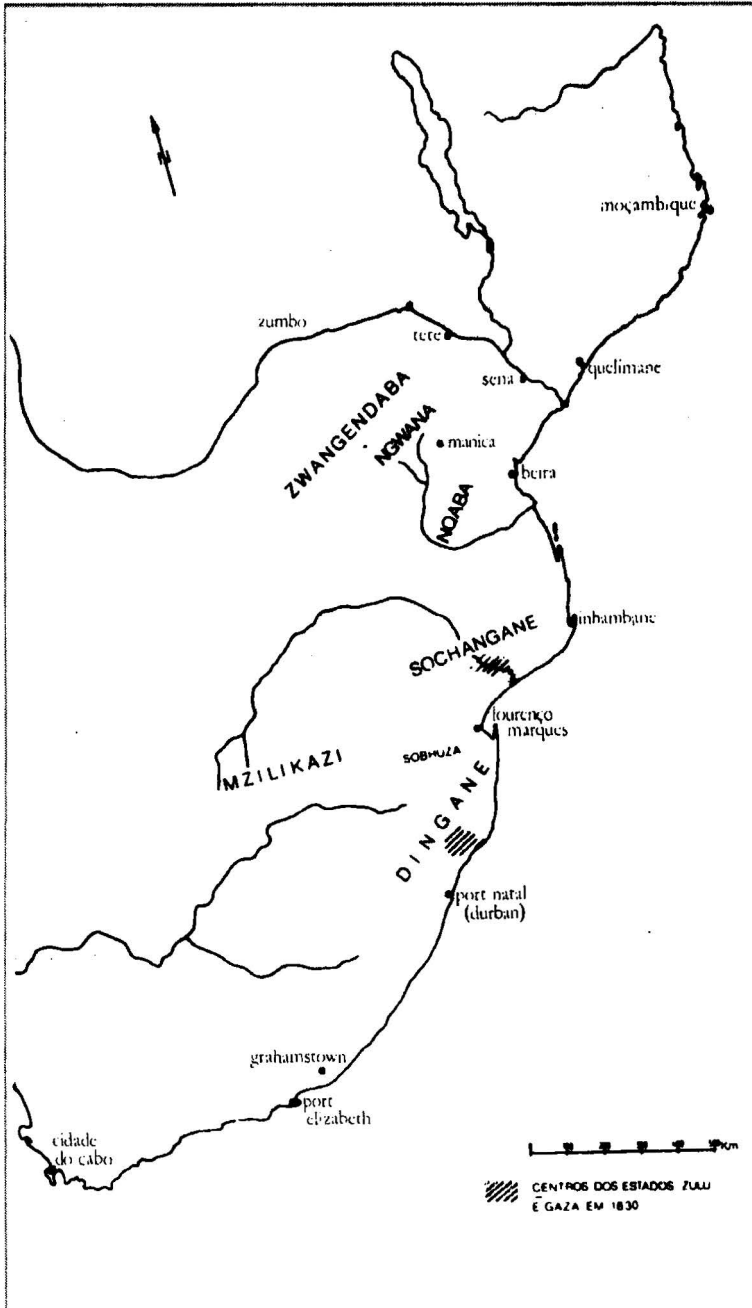 N
moçambique
zumbo
tete
sena
quelimane
ZWANGENDABA
NGWANA
manica
NQABA
beira
SOCHANGANE
inhambane
lourenço
marques
SOBHUZA
MZILIKAZI
DINGANE
port natal
(durban)
grahamstown
port
elizabeth
cidade
do cabo
Km
CENTROS DOS ESTADOS ZULU
E GAZA EM 1830